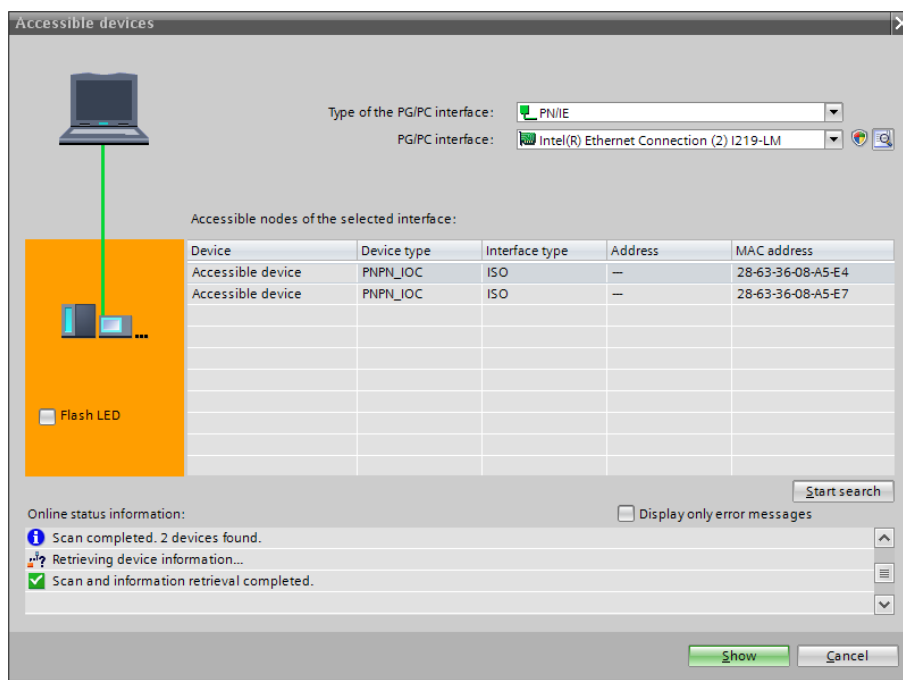 Accessible devices
Type of the PG/PC interface: PN/IE
PG/PC interface: Intel(R) Ethernet Connection (2) I219-LM
Accessible nodes of the selected interface:
Device Device type Interface type Address MAC address
Accessible device PNPN_IOC ISO — 28-63-36-08-A5-E4
Accessible device PNPN_IOC ISO — 28-63-36-08-A5-E7
Flash LED
Start search
Online status information: Display only error messages
Scan completed. 2 devices found.
Retrieving device information...
Scan and information retrieval completed.
Show Cancel